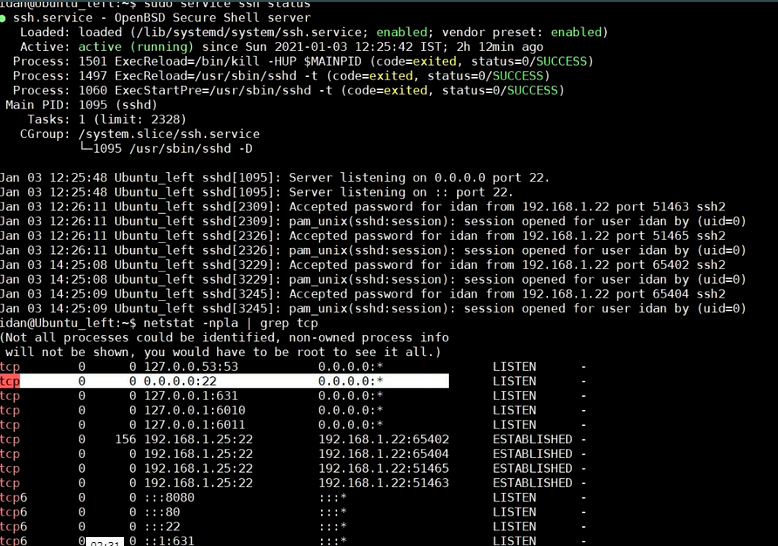 idan@Ubuntu_left:~$ sudo service ssh status
● ssh.service - OpenBSD Secure Shell server
   Loaded: loaded (/lib/systemd/system/ssh.service; enabled; vendor preset: enabled)
   Active: active (running) since Sun 2021-01-03 12:25:42 IST; 2h 12min ago
  Process: 1501 ExecReload=/bin/kill -HUP $MAINPID (code=exited, status=0/SUCCESS)
  Process: 1497 ExecReload=/usr/sbin/sshd -t (code=exited, status=0/SUCCESS)
  Process: 1060 ExecStartPre=/usr/sbin/sshd -t (code=exited, status=0/SUCCESS)
 Main PID: 1095 (sshd)
    Tasks: 1 (limit: 2328)
   CGroup: /system.slice/ssh.service
           └─1095 /usr/sbin/sshd -D
Jan 03 12:25:48 Ubuntu_left sshd[1095]: Server listening on 0.0.0.0 port 22.
Jan 03 12:25:48 Ubuntu_left sshd[1095]: Server listening on :: port 22.
Jan 03 12:26:11 Ubuntu_left sshd[2309]: Accepted password for idan from 192.168.1.22 port 51463 ssh2
Jan 03 12:26:11 Ubuntu_left sshd[2309]: pam_unix(sshd:session): session opened for user idan by (uid=0)
Jan 03 12:26:11 Ubuntu_left sshd[2326]: Accepted password for idan from 192.168.1.22 port 51465 ssh2
Jan 03 12:26:11 Ubuntu_left sshd[2326]: pam_unix(sshd:session): session opened for user idan by (uid=0)
Jan 03 14:25:08 Ubuntu_left sshd[3229]: Accepted password for idan from 192.168.1.22 port 65402 ssh2
Jan 03 14:25:08 Ubuntu_left sshd[3229]: pam_unix(sshd:session): session opened for user idan by (uid=0)
Jan 03 14:25:09 Ubuntu_left sshd[3245]: Accepted password for idan from 192.168.1.22 port 65404 ssh2
Jan 03 14:25:09 Ubuntu_left sshd[3245]: pam_unix(sshd:session): session opened for user idan by (uid=0)
idan@Ubuntu_left:~$ netstat -npla | grep tcp
(Not all processes could be identified, non-owned process info
 will not be shown, you would have to be root to see it all.)
tcp        0      0 127.0.0.53:53           0.0.0.0:*               LISTEN      -
tcp        0      0 0.0.0.0:22              0.0.0.0:*               LISTEN      -
tcp        0      0 127.0.0.1:631           0.0.0.0:*               LISTEN      -
tcp        0      0 127.0.0.1:6010          0.0.0.0:*               LISTEN      -
tcp        0      0 127.0.0.1:6011          0.0.0.0:*               LISTEN      -
tcp        0    156 192.168.1.25:22         192.168.1.22:65402      ESTABLISHED -
tcp        0      0 192.168.1.25:22         192.168.1.22:65404      ESTABLISHED -
tcp        0      0 192.168.1.25:22         192.168.1.22:51465      ESTABLISHED -
tcp        0      0 192.168.1.25:22         192.168.1.22:51463      ESTABLISHED -
tcp6       0      0 :::8080                 :::*                    LISTEN      -
tcp6       0      0 :::80                   :::*                    LISTEN      -
tcp6       0      0 :::22                   :::*                    LISTEN      -
tcp6       0      0 ::1:631                 :::*                    LISTEN      -